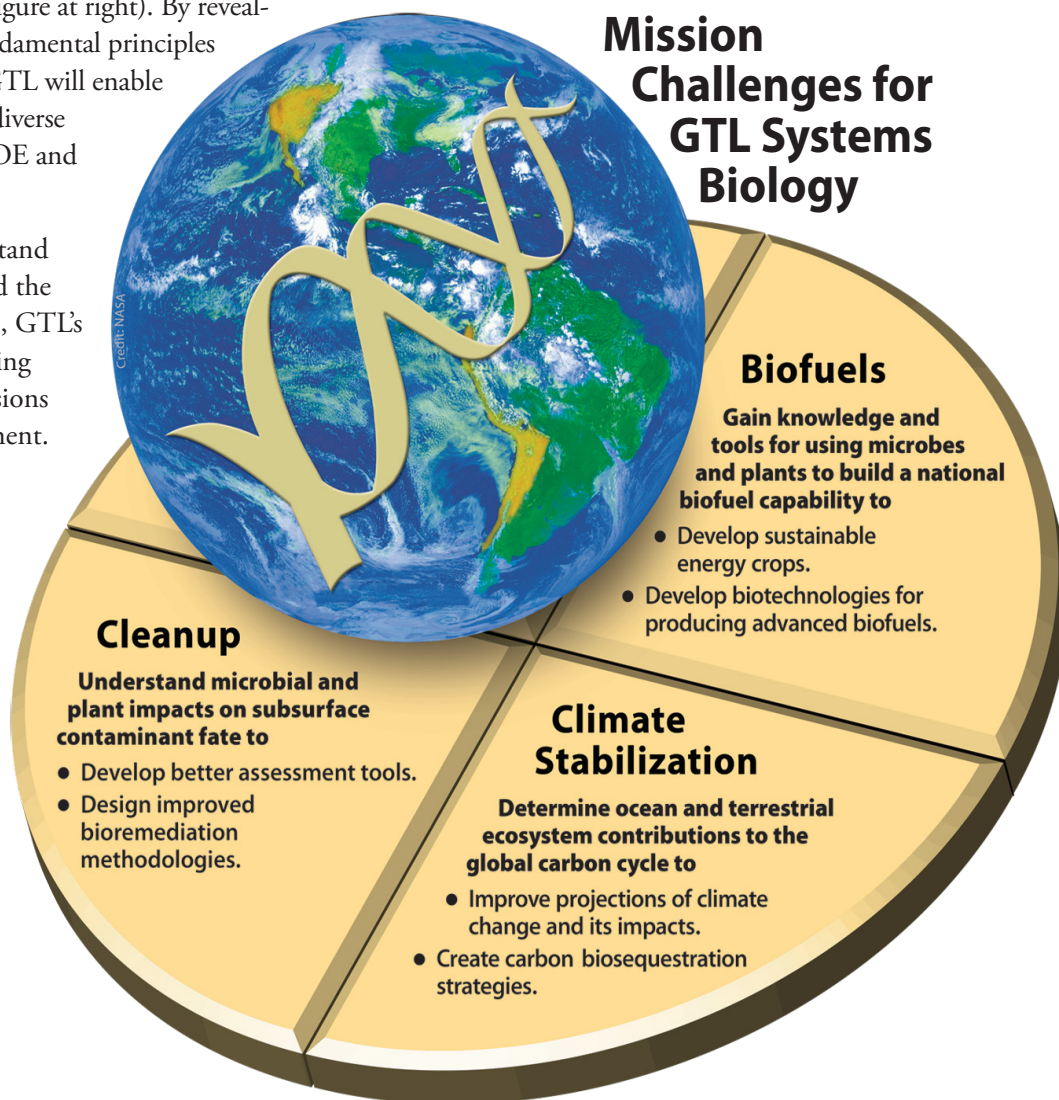 igure at right). By reveal-
damental principles
GTL will enable
diverse
OE and
tand
d the
, GTL’s
ing
sions
nent.
Credit: NASA
Mission
Challenges for
GTL Systems
Biology
Biofuels
Gain knowledge and
tools for using microbes
and plants to build a national
biofuel capability to
● Develop sustainable
energy crops.
● Develop biotechnologies for
producing advanced biofuels.
Cleanup
Understand microbial and
plant impacts on subsurface
contaminant fate to
● Develop better assessment tools.
● Design improved
bioremediation
methodologies.
Climate
Stabilization
Determine ocean and terrestrial
ecosystem contributions to the
global carbon cycle to
● Improve projections of climate
change and its impacts.
● Create carbon biosequestration
strategies.